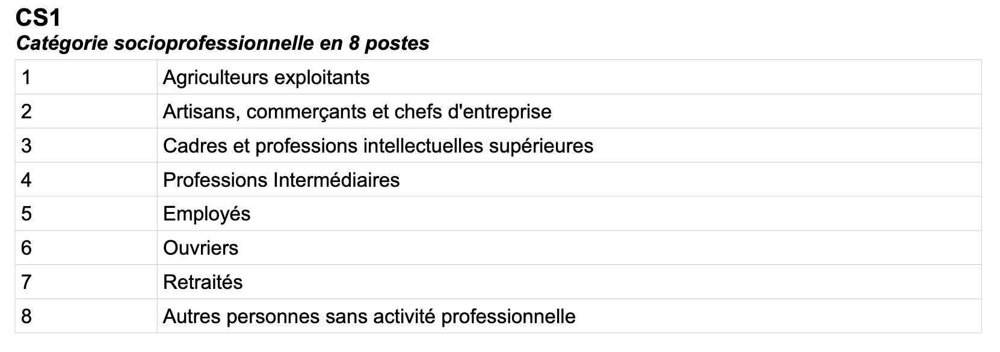 CS1
Catégorie socioprofessionnelle en 8 postes
1 Agriculteurs exploitants
2 Artisans, commerçants et chefs d'entreprise
3 Cadres et professions intellectuelles supérieures
4 Professions Intermédiaires
5 Employés
6 Ouvriers
7 Retraités
8 Autres personnes sans activité professionnelle